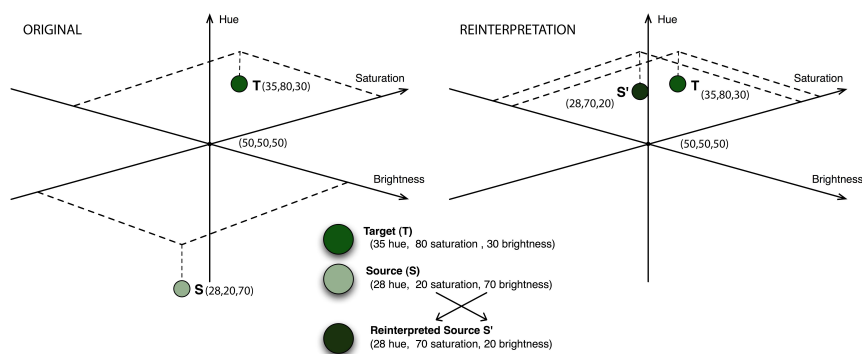 ORIGINAL
Hue
T (35,80,30)
Saturation
(50,50,50)
Brightness
S (28,20,70)
REINTERPRETATION
Hue
Saturation
S'
(28,70,20)
T
(35,80,30)
(50,50,50)
Brightness
Target (T)
(35 hue, 80 saturation , 30 brightness)
Source (S)
(28 hue, 20 saturation, 70 brightness)
Reinterpreted Source S'
(28 hue, 70 saturation, 20 brightness)